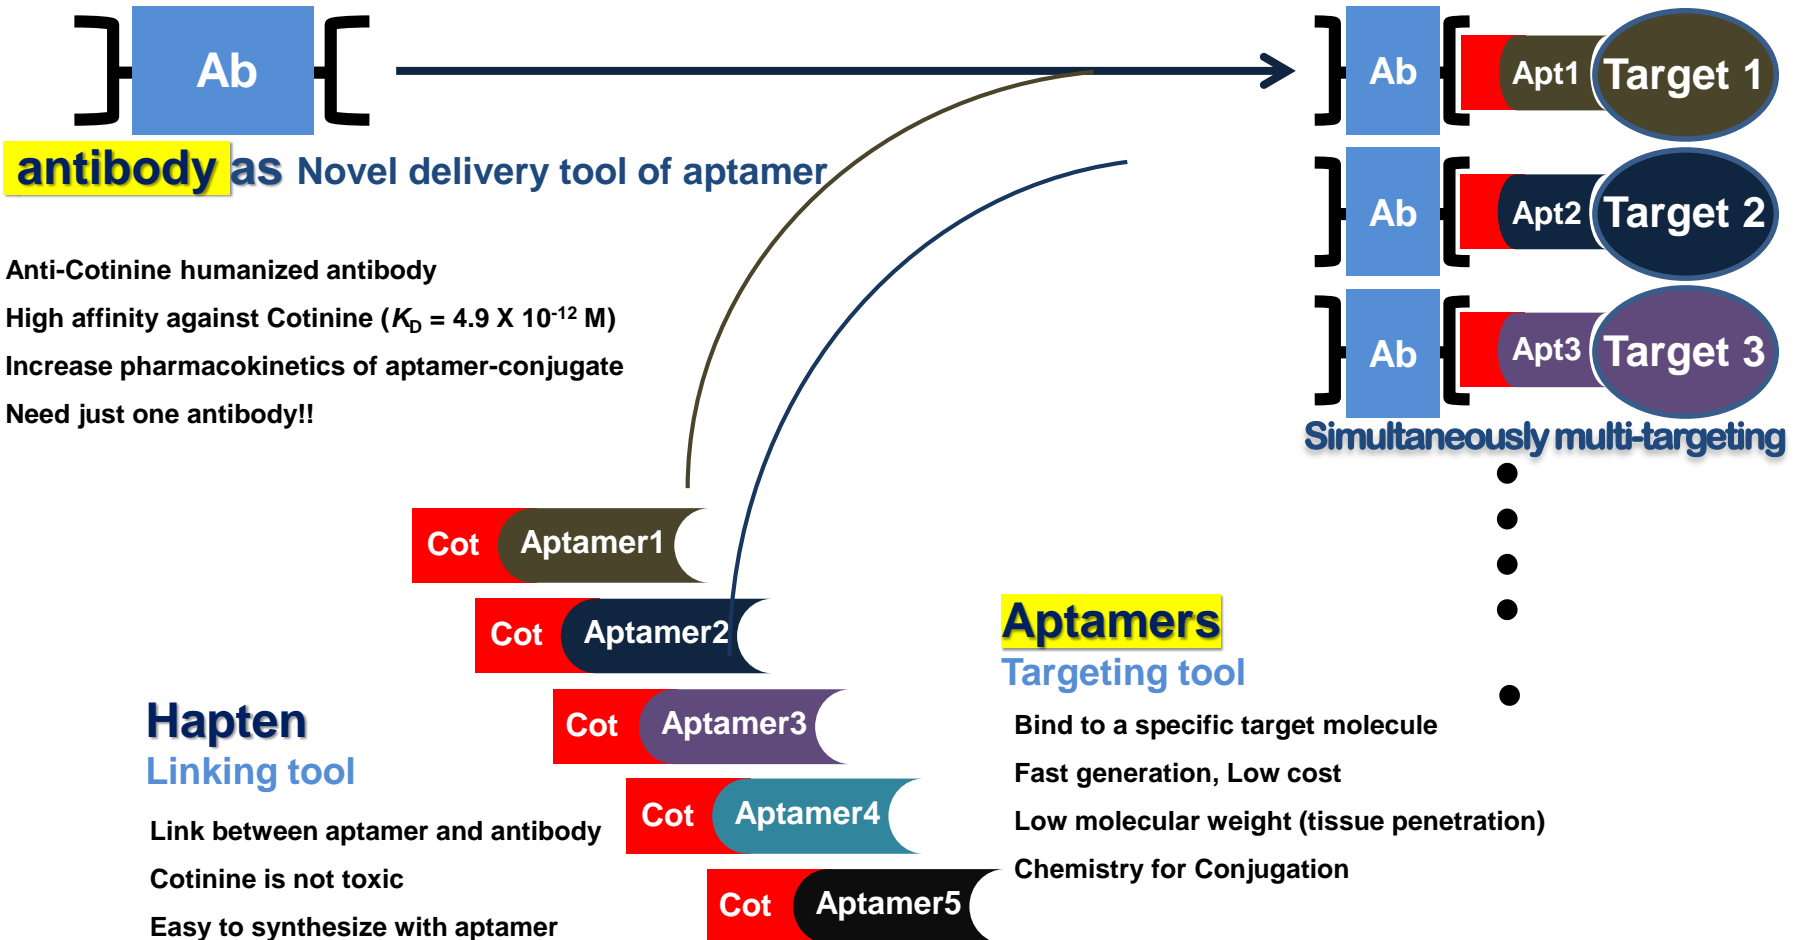 Ab
antibody as Novel delivery tool of aptamer
Anti-Cotinine humanized antibody
High affinity against Cotinine (K_D = 4.9 X 10^-12 M)
Increase pharmacokinetics of aptamer-conjugate
Need just one antibody!!
Ab Apt1 Target 1
Ab Apt2 Target 2
Ab Apt3 Target 3
Simultaneously multi-targeting
Cot Aptamer1
Cot Aptamer2
Cot Aptamer3
Cot Aptamer4
Cot Aptamer5
Hapten
Linking tool
Link between aptamer and antibody
Cotinine is not toxic
Easy to synthesize with aptamer
Aptamers
Targeting tool
Bind to a specific target molecule
Fast generation, Low cost
Low molecular weight (tissue penetration)
Chemistry for Conjugation